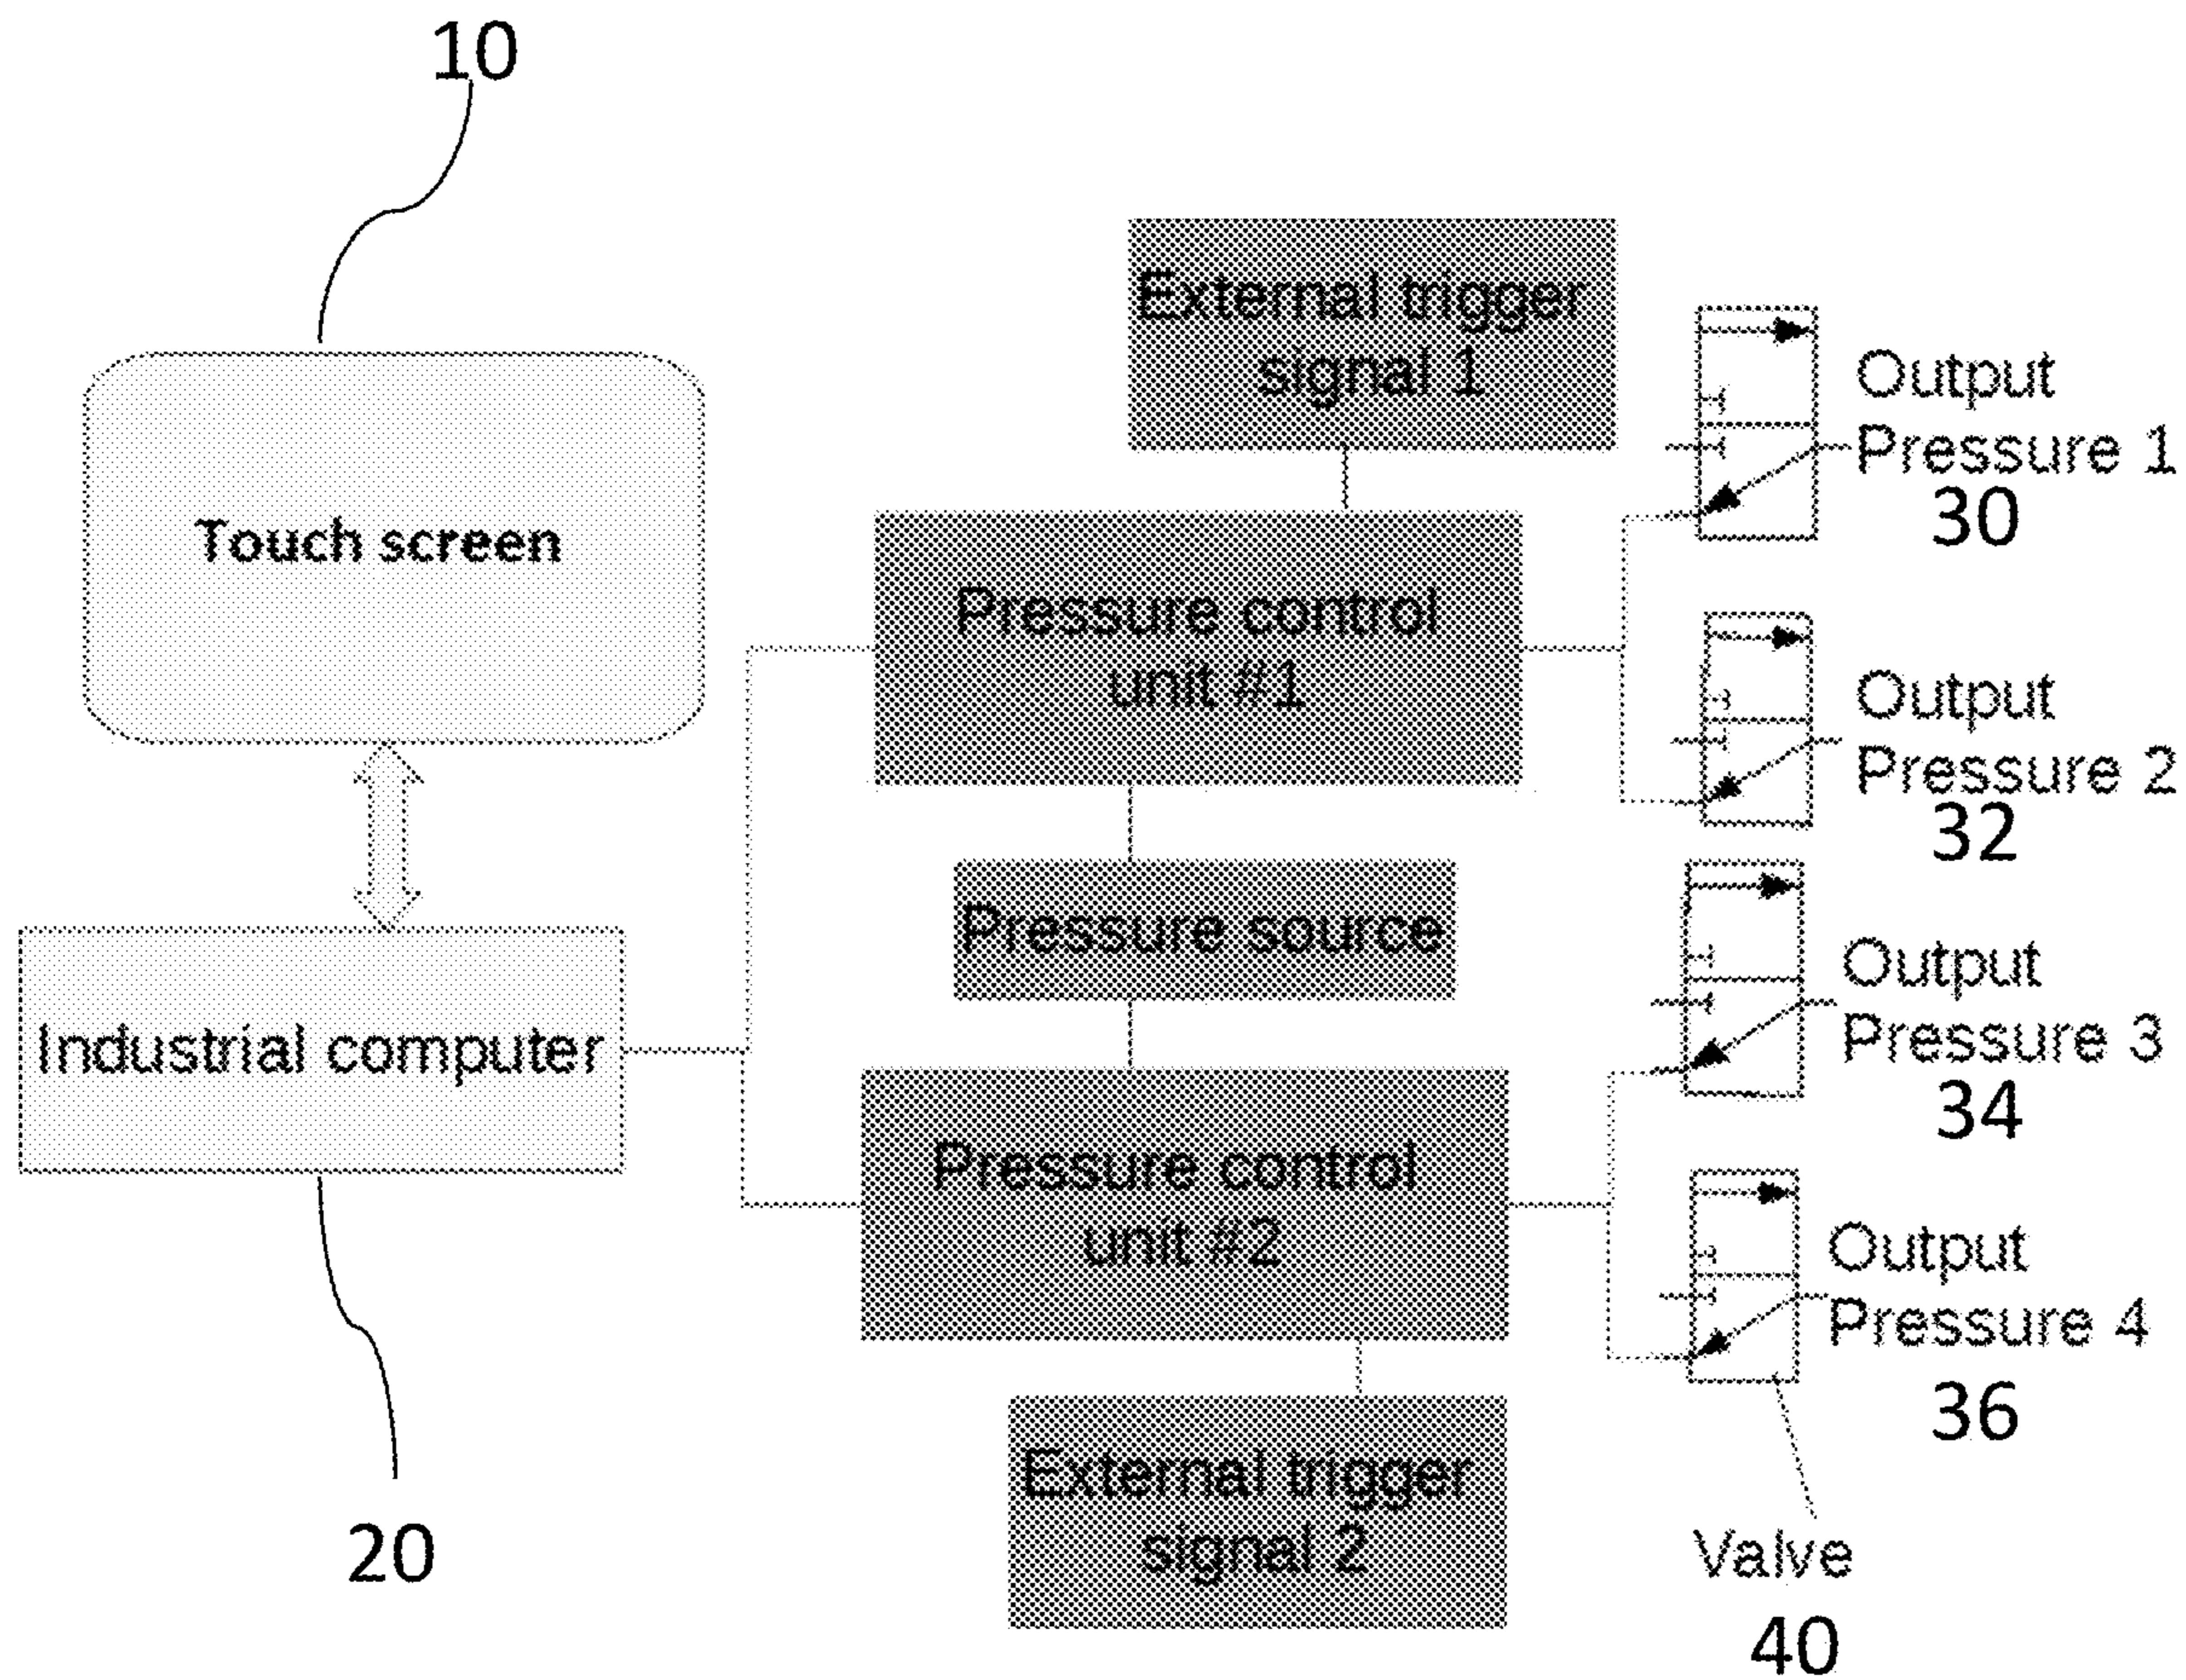 10
Touch screen
Industrial computer
20
External trigger
signal 1
Pressure control
unit #1
Pressure source
Pressure control
unit #2
External trigger
signal 2
Output
Pressure 1
30
Output
Pressure 2
32
Output
Pressure 3
34
Output
Pressure 4
36
Valve
40